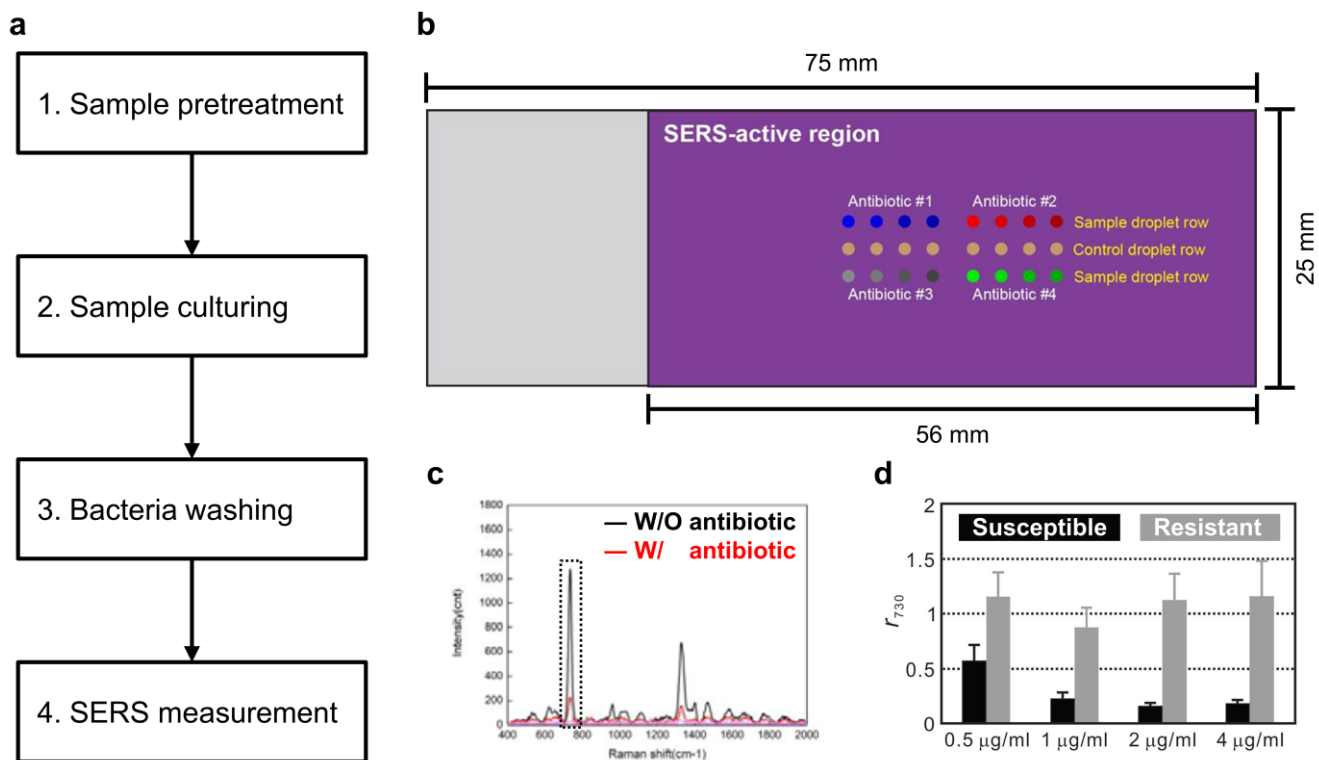 a
1. Sample pretreatment
2. Sample culturing
3. Bacteria washing
4. SERS measurement
b
75 mm
SERS-active region
Antibiotic #1 Antibiotic #2
Sample droplet row
Control droplet row
Sample droplet row
Antibiotic #3 Antibiotic #4
25 mm
56 mm
c
1800
1600
1400
1200
1000
800
600
400
200
0
Intensity(cnt)
W/O antibiotic
W/ antibiotic
400 600 800 1000 1200 1400 1600 1800 2000
Raman shift(cm-1)
d
2
1.5
1
0.5
0
r730
Susceptible Resistant
0.5 µg/ml 1 µg/ml 2 µg/ml 4 µg/ml